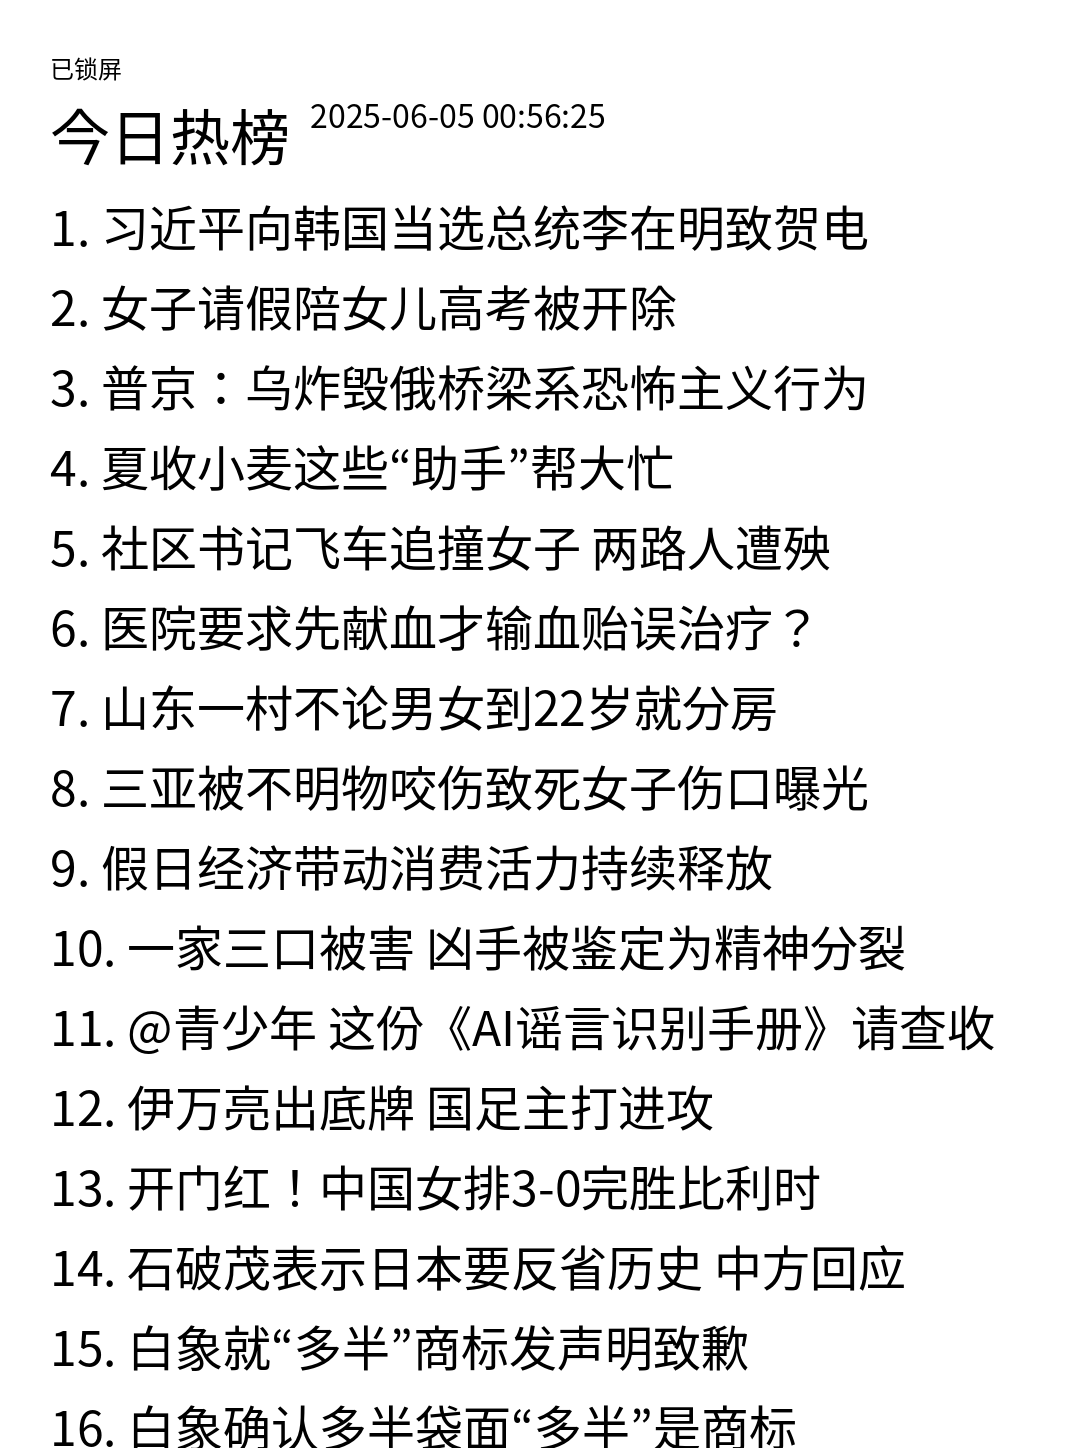 已锁屏
今日热榜 2025-06-05 00:56:25
1. 习近平向韩国当选总统李在明致贺电
2. 女子请假陪女儿高考被开除
3. 普京：乌炸毁俄桥梁系恐怖主义行为
4. 夏收小麦这些“助手”帮大忙
5. 社区书记飞车追撞女子 两路人遭殃
6. 医院要求先献血才输血贻误治疗？
7. 山东一村不论男女到22岁就分房
8. 三亚被不明物咬伤致死女子伤口曝光
9. 假日经济带动消费活力持续释放
10. 一家三口被害 凶手被鉴定为精神分裂
11. @青少年 这份《AI谣言识别手册》请查收
12. 伊万亮出底牌 国足主打进攻
13. 开门红！中国女排3-0完胜比利时
14. 石破茂表示日本要反省历史 中方回应
15. 白象就“多半”商标发声明致歉
16. 白象确认多半袋面“多半”是商标